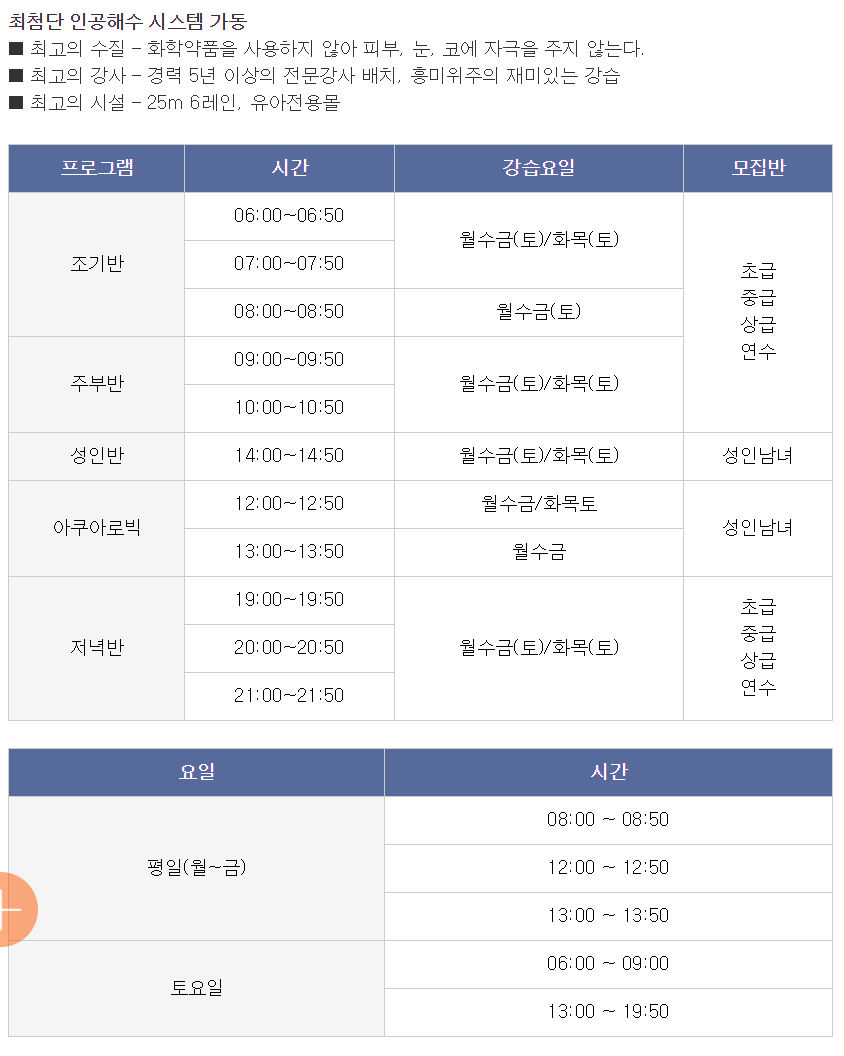 최첨단 인공해수 시스템 가동
■ 최고의 수질 - 화학약품을 사용하지 않아 피부, 눈, 코에 자극을 주지 않는다.
■ 최고의 강사 - 경력 5년 이상의 전문강사 배치, 흥미위주의 재미있는 강습
■ 최고의 시설 - 25m 6레인, 유아전용몰
프로그램 시간 강습요일 모집반
조기반
06:00~06:50
07:00~07:50
월수금(토)/화목(토)
08:00~08:50
월수금(토)
주부반
09:00~09:50
10:00~10:50
월수금(토)/화목(토)
초급
중급
상급
연수
성인반 14:00~14:50 월수금(토)/화목(토) 성인남녀
아쿠아로빅
12:00~12:50 월수금/화목토
13:00~13:50 월수금
성인남녀
저녁반
19:00~19:50
20:00~20:50
21:00~21:50
월수금(토)/화목(토)
초급
중급
상급
연수
요일 시간
평일(월~금)
08:00 ~ 08:50
12:00 ~ 12:50
13:00 ~ 13:50
토요일
06:00 ~ 09:00
13:00 ~ 19:50